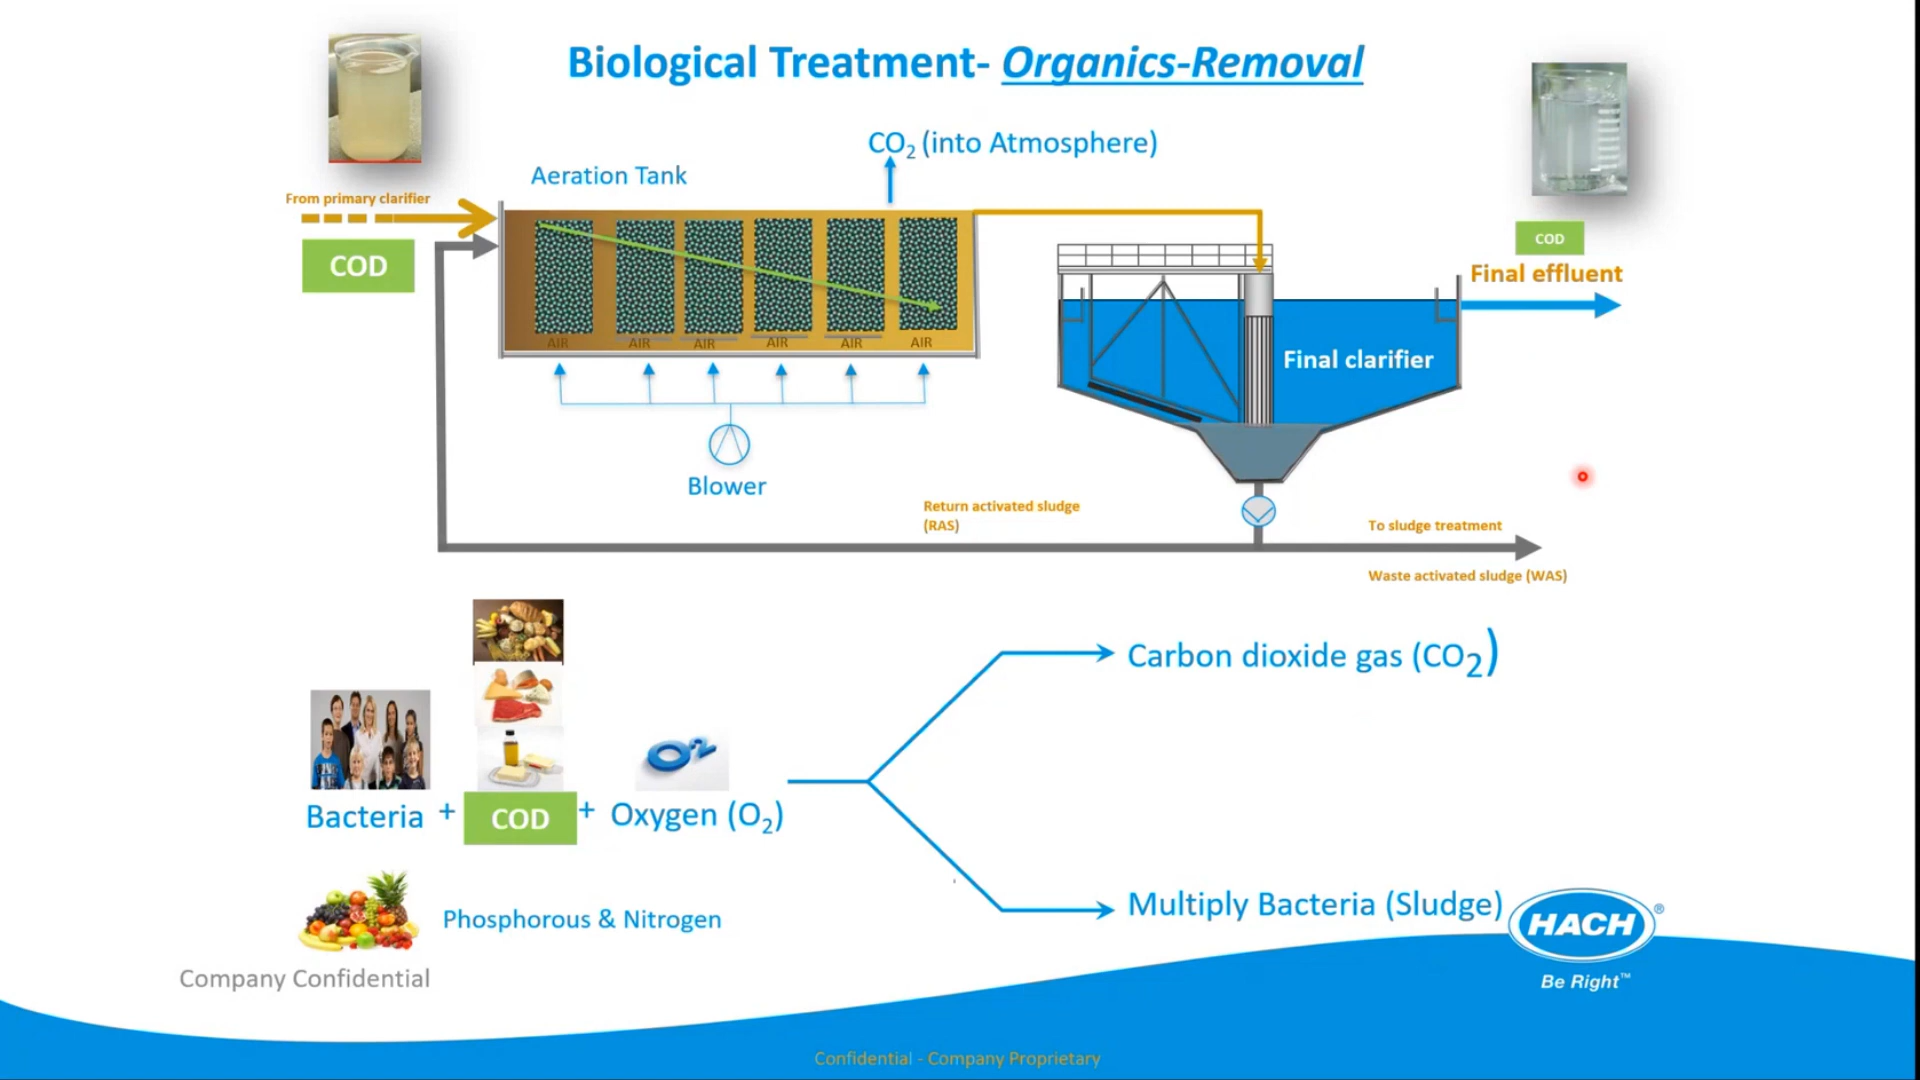 Biological Treatment- Organics-Removal
CO2 (into Atmosphere)
Aeration Tank
From primary clarifier
COD
COD
Final effluent
AIR AIR AIR AIR AIR AIR
Final clarifier
Blower
Return activated sludge
(RAS)
To sludge treatment
Waste activated sludge (WAS)
Carbon dioxide gas (CO2)
O2
Bacteria + COD + Oxygen (O2)
Multiply Bacteria (Sludge)
Phosphorous & Nitrogen
HACH®
Be Right™
Company Confidential
Confidential - Company Proprietary